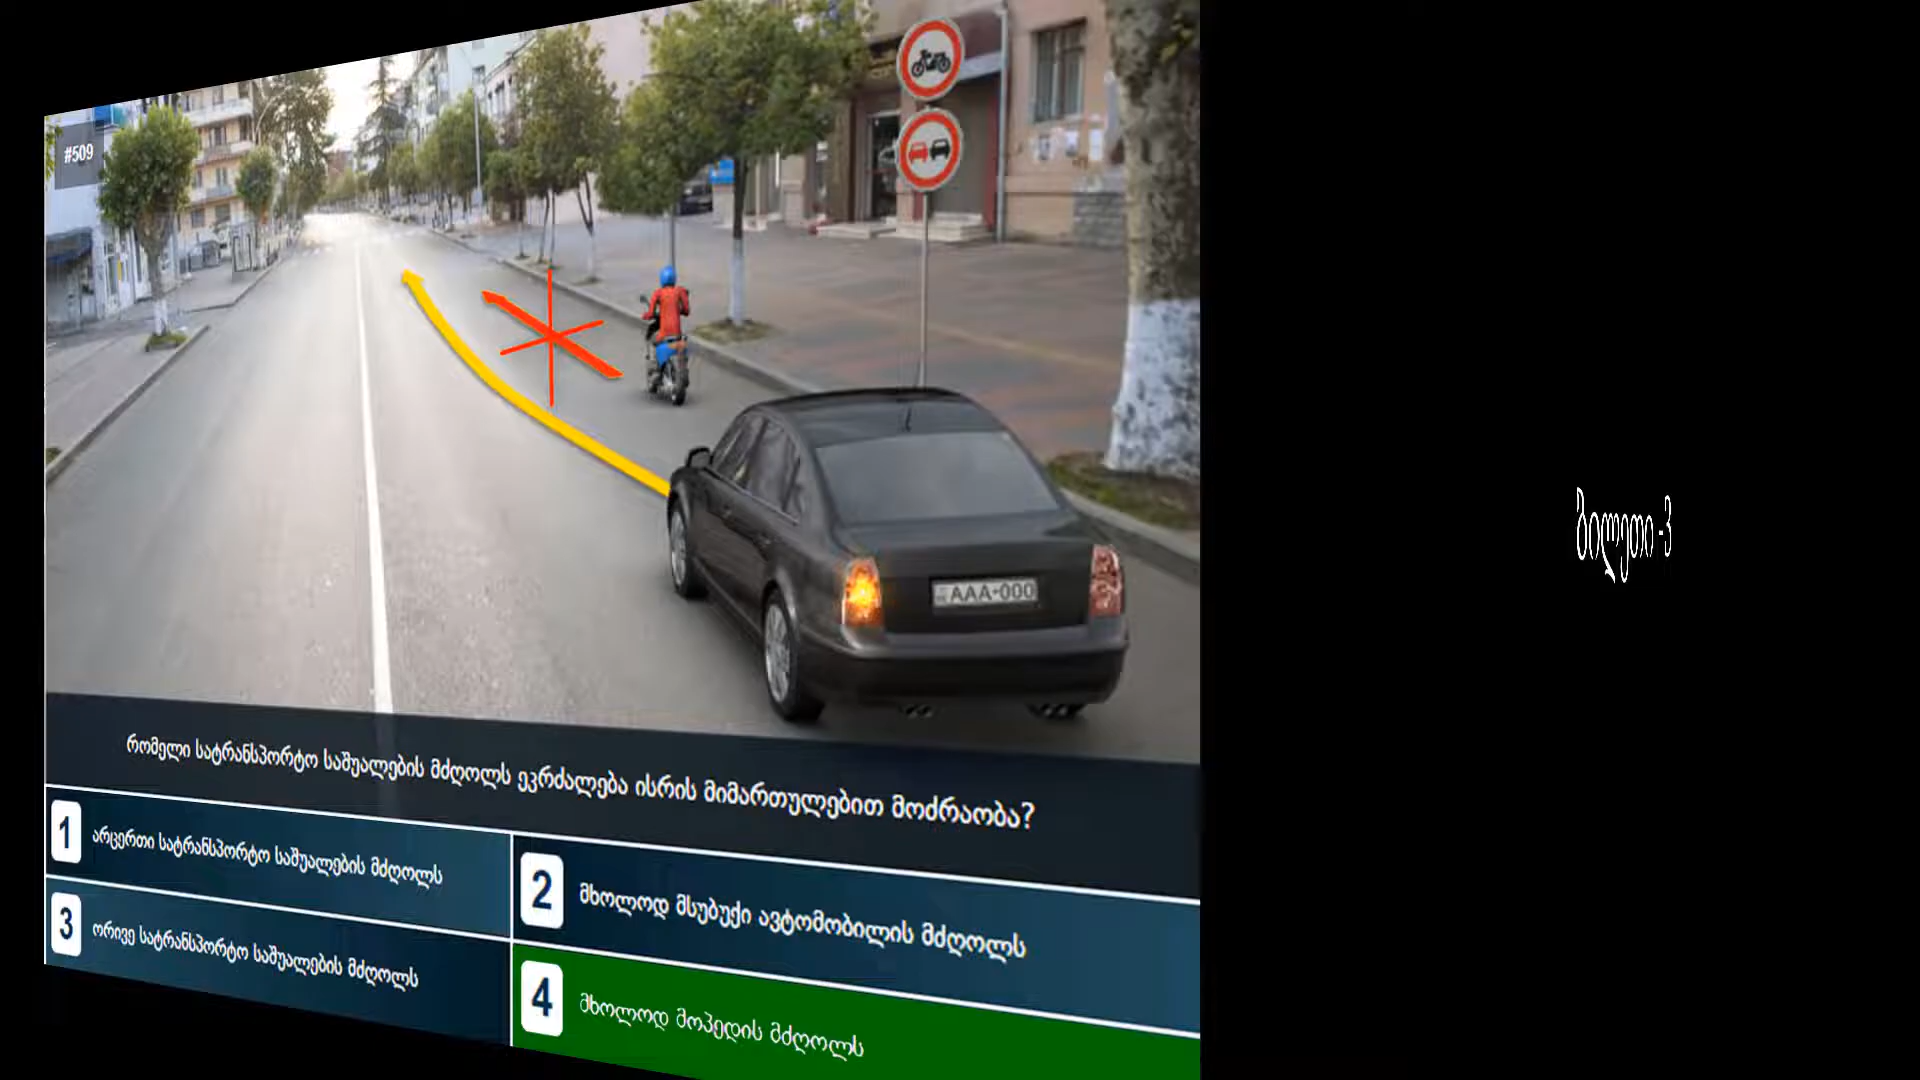 #509
AAA-000
რომელი სატრანსპორტო საშუალების მძღოლს ეკრძალება ისრის მიმართულებით მოძრაობა?
1 არცერთი სატრანსპორტო საშუალების მძღოლს
2 მხოლოდ მსუბუქი ავტომობილის მძღოლს
3 ორივე სატრანსპორტო საშუალების მძღოლს
4 მხოლოდ მოპედის მძღოლს
ბილეთი -3